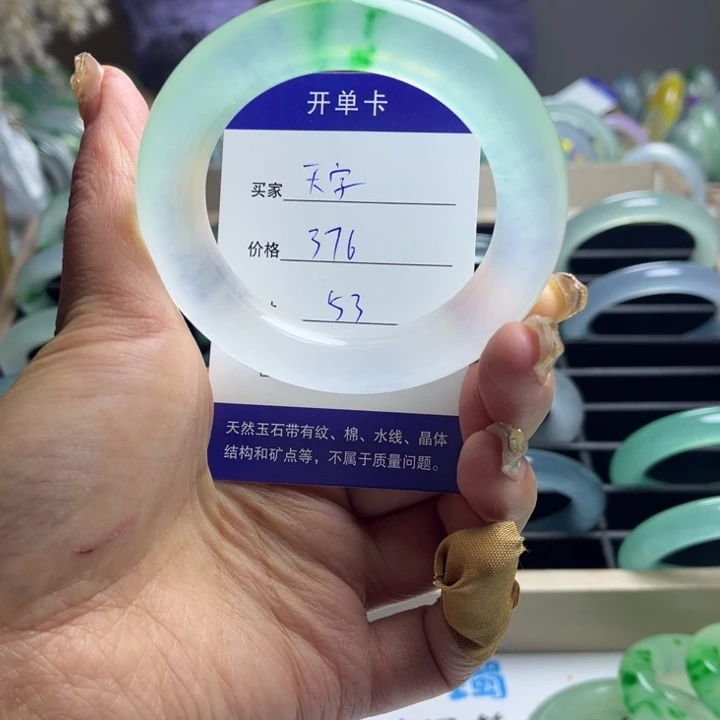 开单卡
买家 天字
价格 376
53
天然玉石带有纹、棉、水线、晶体
结构和矿点等，不属于质量问题。